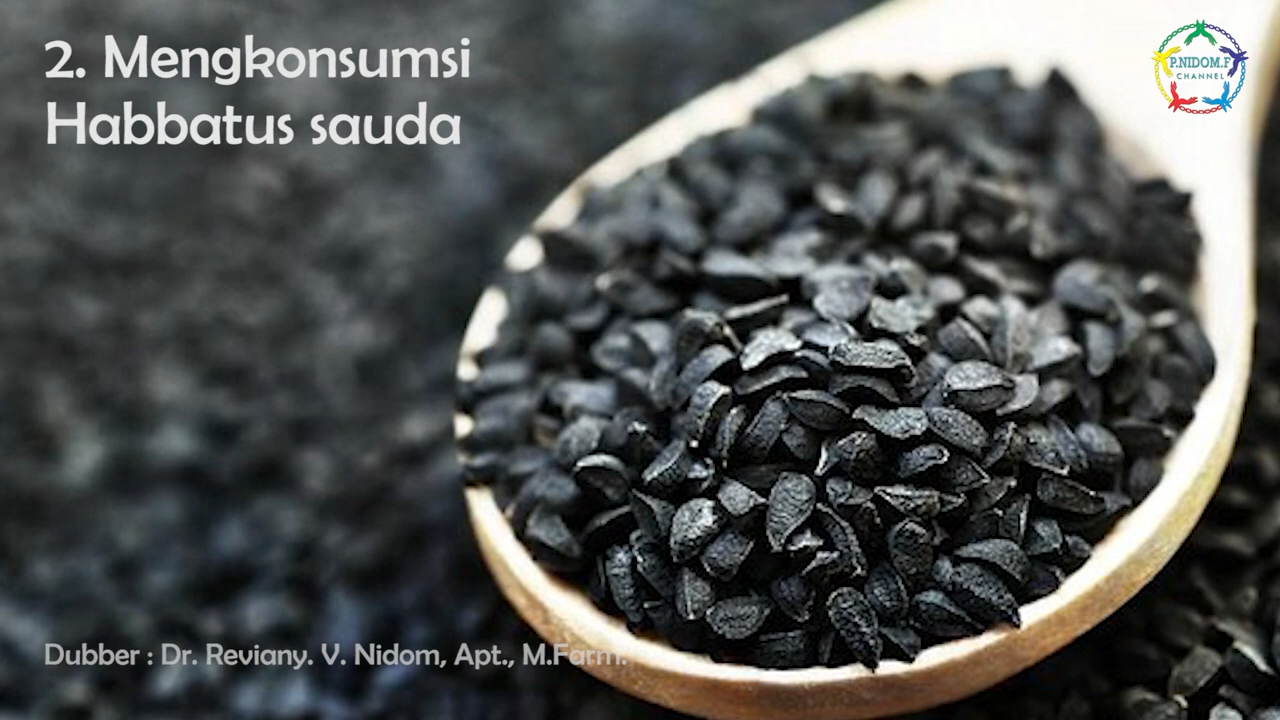 2. Mengkonsumsi
Habbatus sauda
P.NIDOM.F
CHANNEL
Dubber : Dr. Reviany. V. Nidom, Apt., M.Farm.